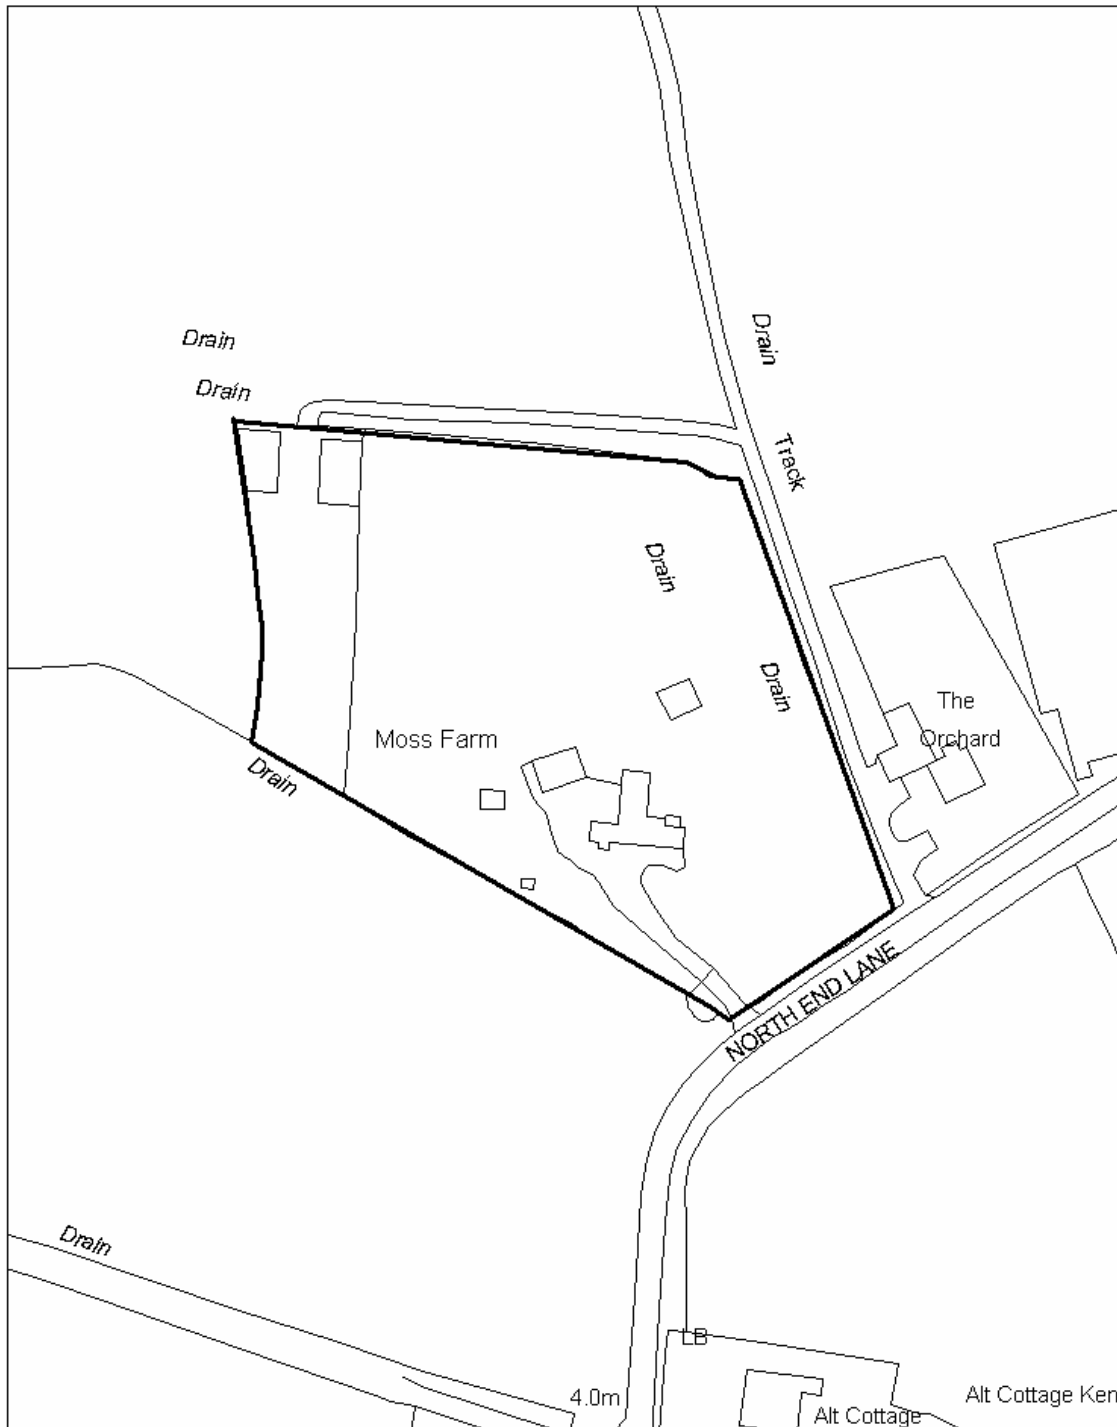 Drain
Drain
Drain
Track
Drain
Drain
The
Orchard
Moss Farm
Drain
NORTH END LANE
Drain
LB
4.0m
Alt Cottage
Alt Cottage Ken